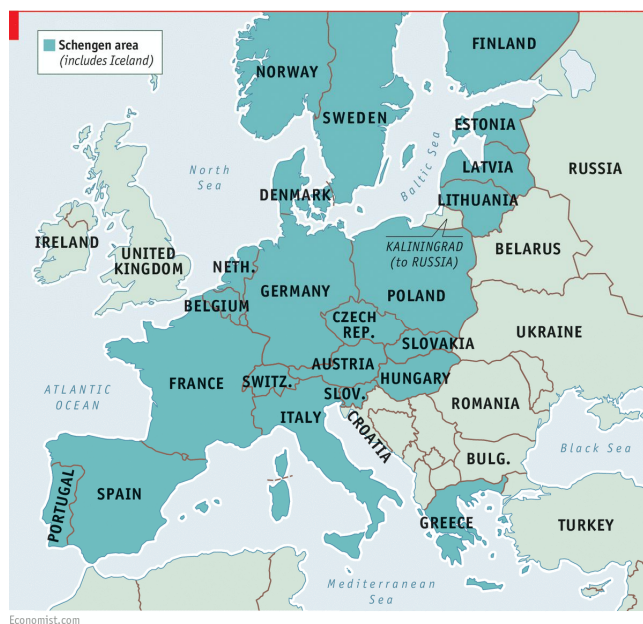 Schengen area
(includes Iceland)
FINLAND
NORWAY
SWEDEN
ESTONIA
Baltic Sea
North
Sea
LATVIA
RUSSIA
DENMARK
LITHUANIA
IRELAND
UNITED
KINGDOM
KALININGRAD
(to RUSSIA)
BELARUS
NETH.
GERMANY
POLAND
BELGIUM
CZECH
REP.
UKRAINE
SLOVAKIA
AUSTRIA
ATLANTIC
OCEAN
FRANCE
SWITZ.
HUNGARY
SLOV.
ROMANIA
ITALY
CROATIA
Black Sea
BULG.
PORTUGAL
SPAIN
GREECE
TURKEY
Mediterranean
Sea
Economist.com